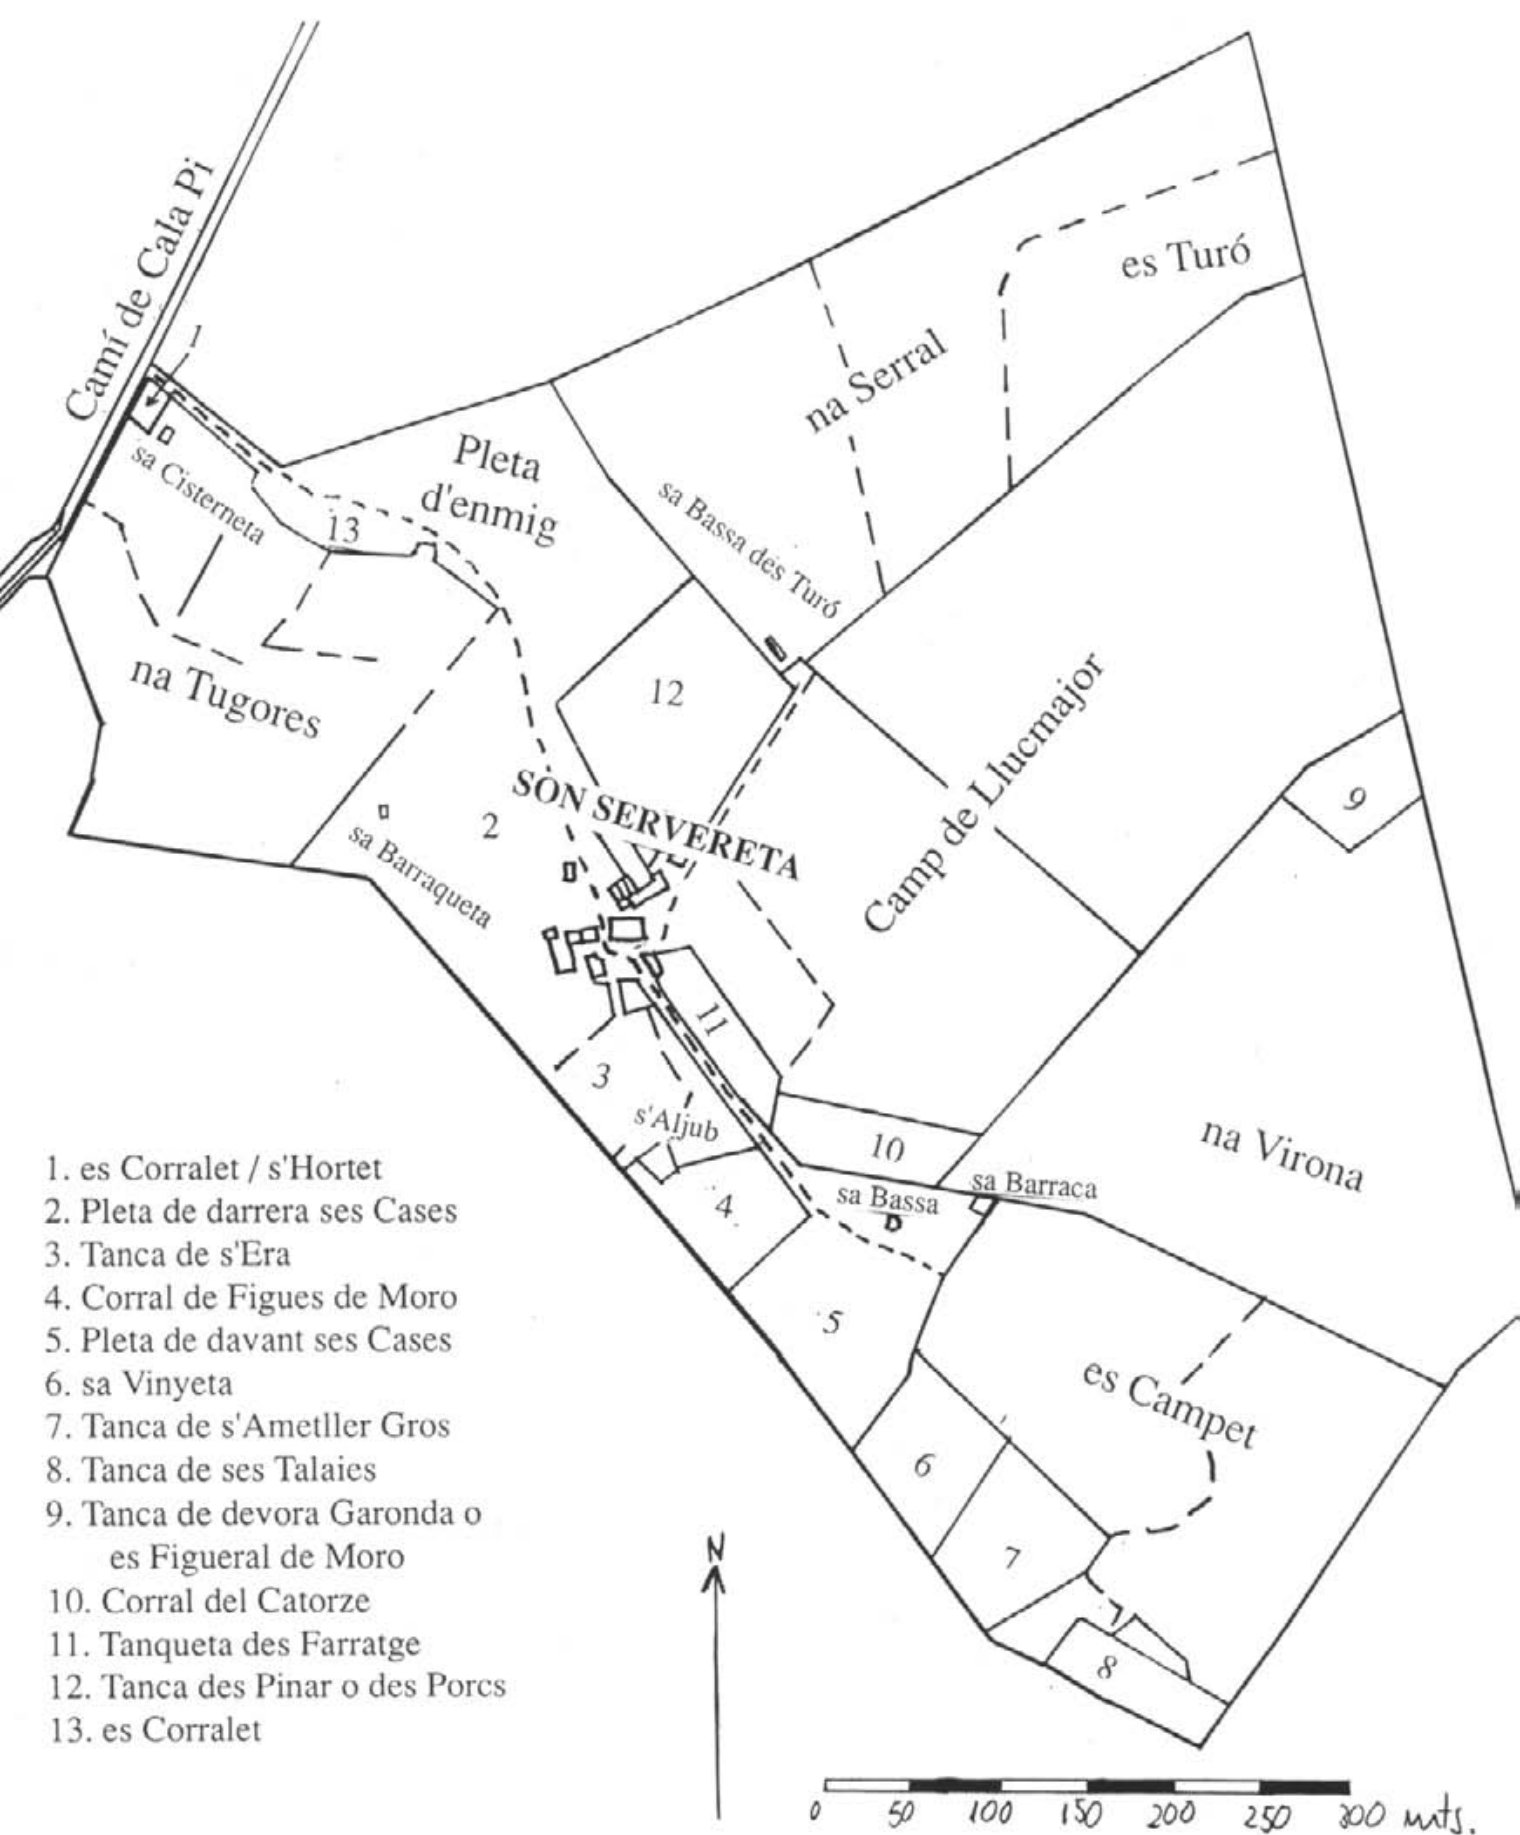 Camí de Cala Pi
1
es Turó
na Serral
Pleta
d'enmig
sa Cisterneta
13
sa Bassa des Turó
na Tugores
12
SON SERVERETA
2
sa Barraqueta
Camp de Llucmajor
9
11
3
s'Aljub
10
na Virona
sa Barraca
sa Bassa
4
5
es Campet
6
7
8
1. es Corralet / s'Hortet
2. Pleta de darrera ses Cases
3. Tanca de s'Era
4. Corral de Figues de Moro
5. Pleta de davant ses Cases
6. sa Vinyeta
7. Tanca de s'Ametller Gros
8. Tanca de ses Talaies
9. Tanca de devora Garonda o
es Figueral de Moro
10. Corral del Catorze
11. Tanqueta des Farratge
12. Tanca des Pinar o des Porcs
13. es Corralet
N
0 50 100 150 200 250 300 mts.